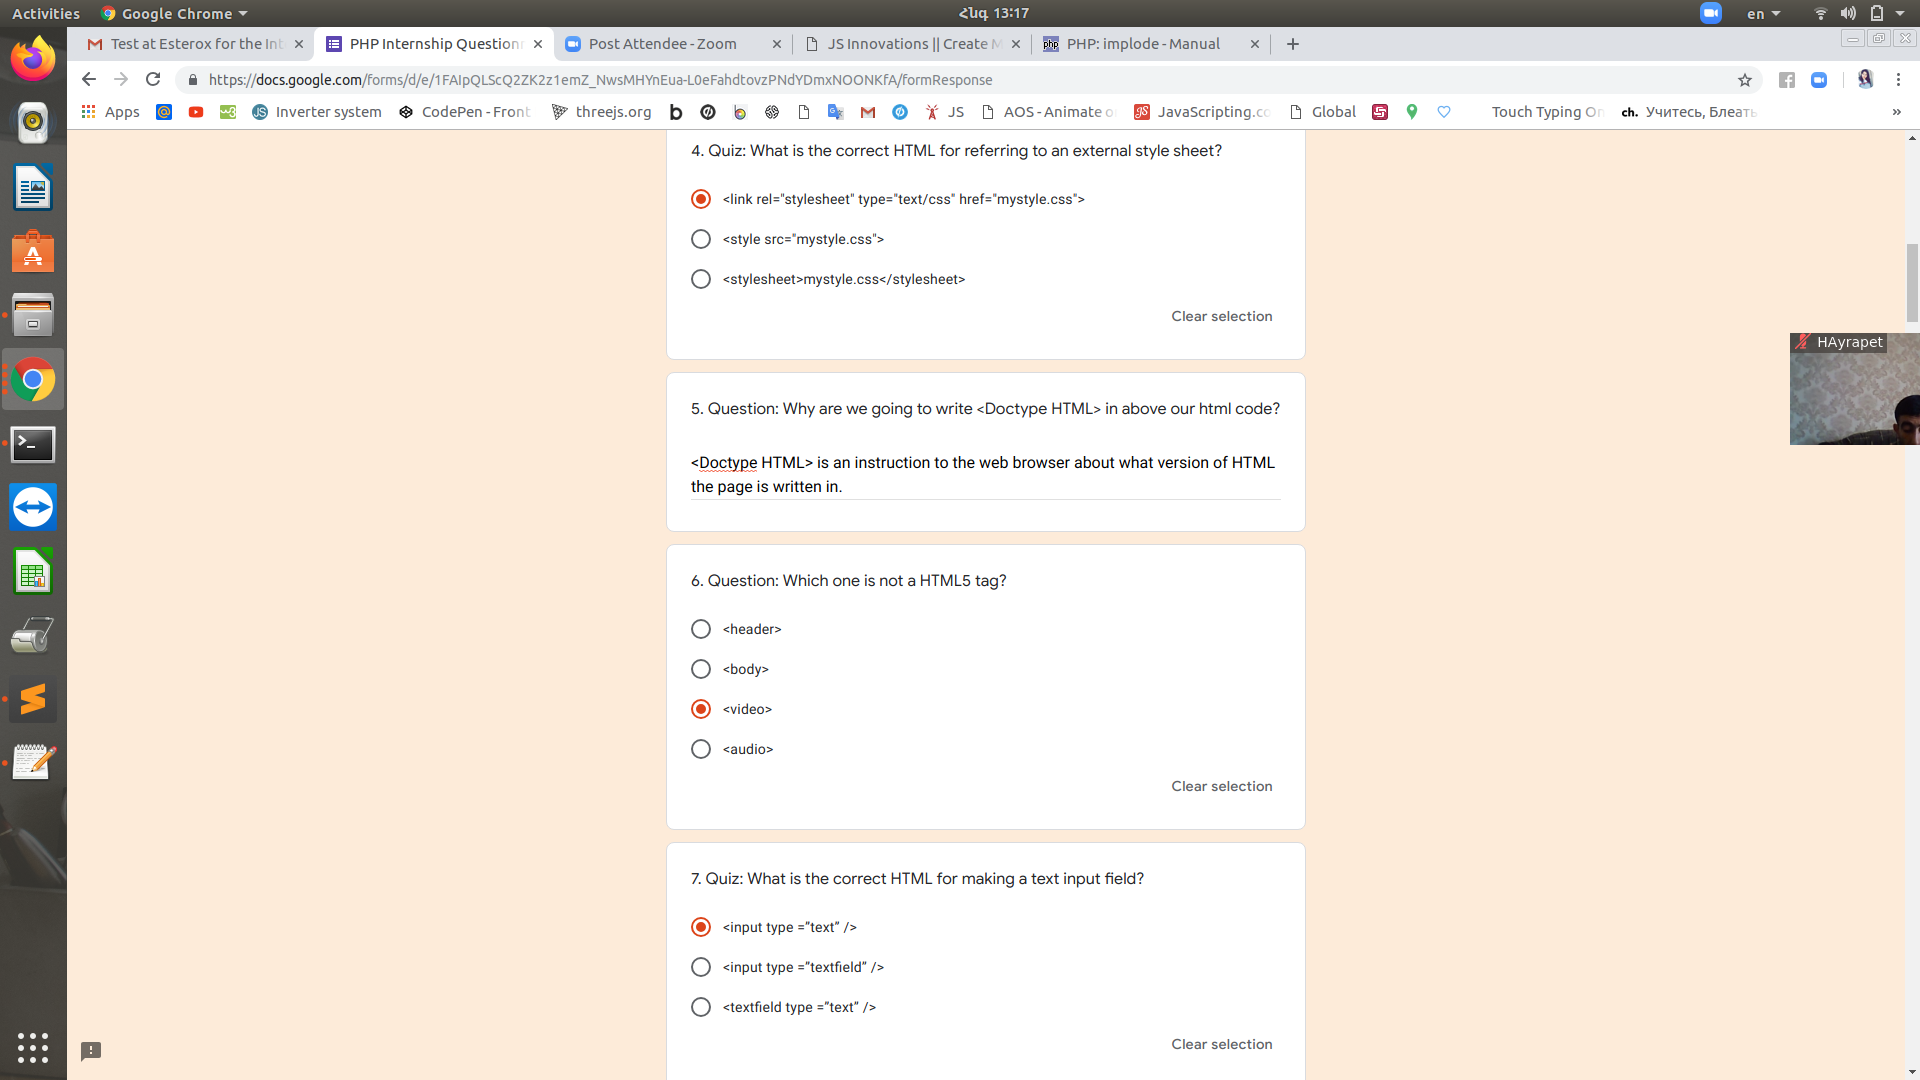 Activities
Google Chrome
Հնգ 13:17
en
Test at Esterox for the Int
PHP Internship Question
Post Attendee - Zoom
JS Innovations || Create M
PHP: implode - Manual
https://docs.google.com/forms/d/e/1FAIpQLScQ2ZK2z1emZ_NwsMHYnEua-L0eFahdtovzPNdYDmxNOONKfA/formResponse
Apps
Inverter system
CodePen - Front
threejs.org
JS
AOS - Animate o
JavaScripting.co
Global
Touch Typing On
ch. Учитесь, Блеать
»
4. Quiz: What is the correct HTML for referring to an external style sheet?
<link rel="stylesheet" type="text/css" href="mystyle.css">
<style src="mystyle.css">
<stylesheet>mystyle.css</stylesheet>
Clear selection
HAyrapet
5. Question: Why are we going to write <Doctype HTML> in above our html code?
<Doctype HTML> is an instruction to the web browser about what version of HTML
the page is written in.
6. Question: Which one is not a HTML5 tag?
<header>
<body>
<video>
<audio>
Clear selection
7. Quiz: What is the correct HTML for making a text input field?
<input type ="text" />
<input type ="textfield" />
<textfield type ="text" />
Clear selection